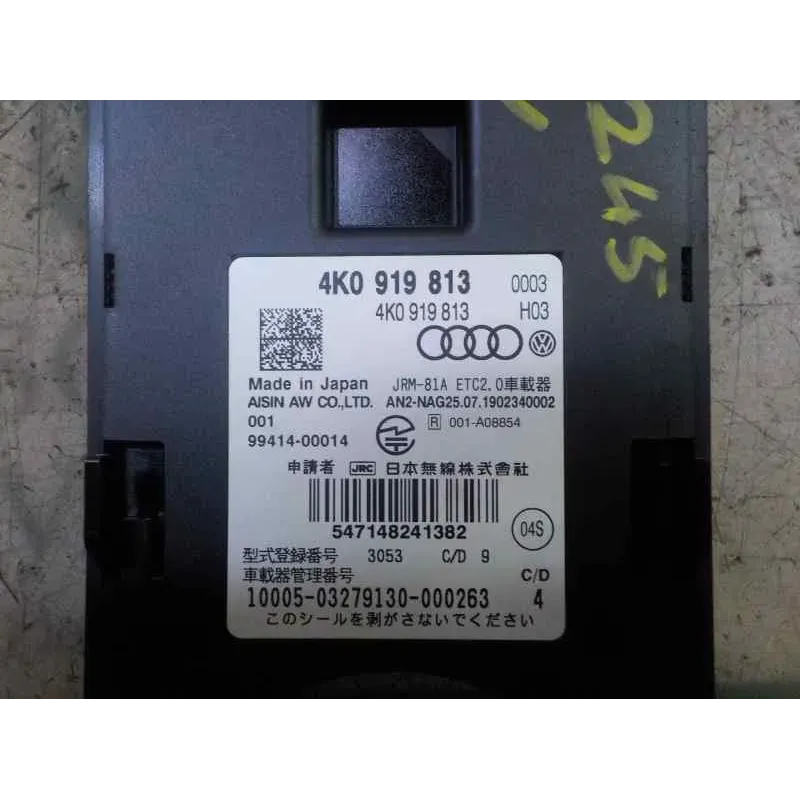 245
4K0 919 813 0003
4K0 919 813 H03
Made in Japan JRM-81A ETC2.0車載器
AISIN AW CO.,LTD. AN2-NAG25.07.1902340002
001 R 001-A08854
99414-00014
申請者 JRC 日本無線株式會社
547148241382 04S
型式登録番号 3053 C/D 9
車載器管理番号 C/D
10005-03279130-000263 4
このシールを剥がさないでください